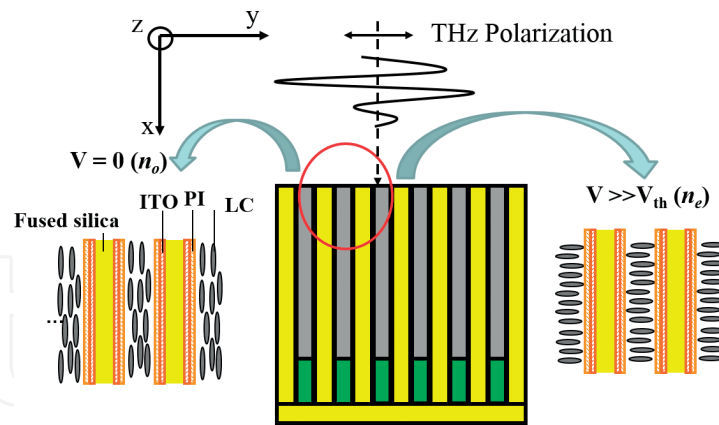 z
y
THz Polarization
x
V = 0 (nₒ)
V >>Vₜₕ (nₑ)
Fused silica
ITO PI LC
...